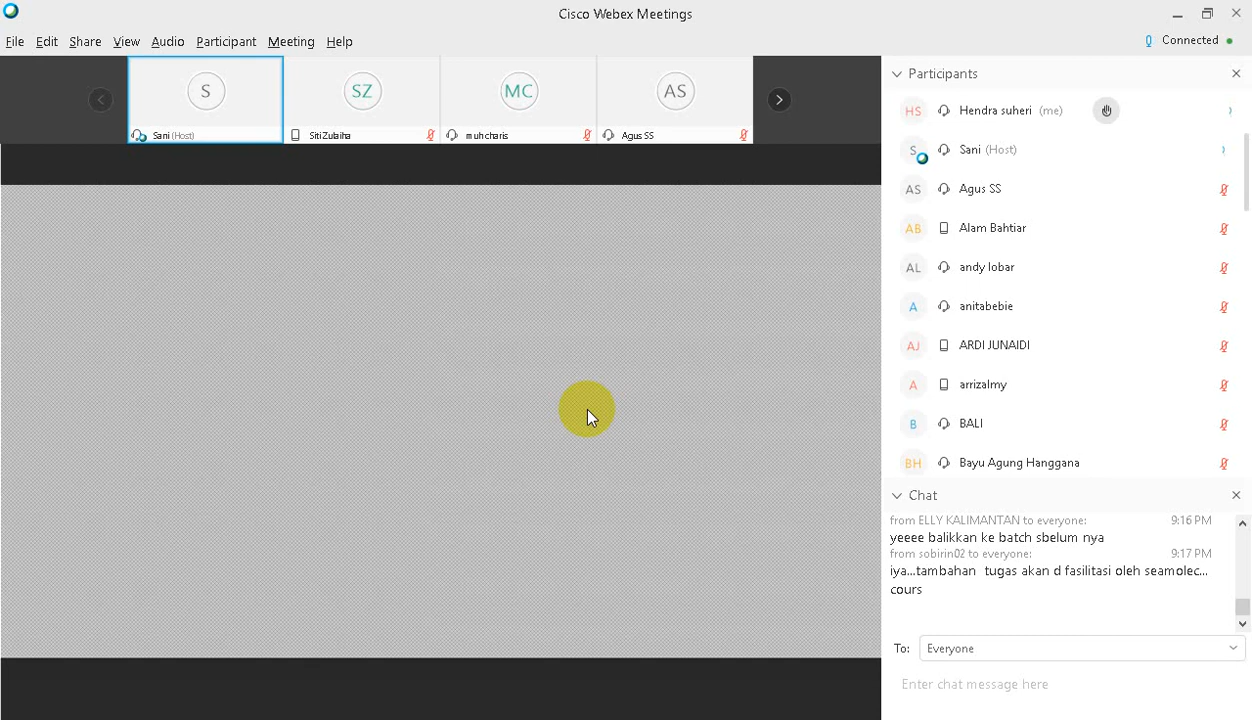 Cisco Webex Meetings
File Edit Share View Audio Participant Meeting Help
Connected
S
Sani (Host)
SZ
Siti Zulaiha
MC
muh charis
AS
Agus SS
Participants
HS Hendra suheri (me)
S Sani (Host)
AS Agus SS
AB Alam Bahtiar
AL andy lobar
A anitabebie
AJ ARDI JUNAIDI
A arrizalmy
B BALI
BH Bayu Agung Hanggana
Chat
from ELLY KALIMANTAN to everyone: 9:16 PM
yeeee balikkan ke batch sbelum nya
from sobirin02 to everyone: 9:17 PM
iya...tambahan tugas akan d fasilitasi oleh seamolec...
cours
To: Everyone
Enter chat message here